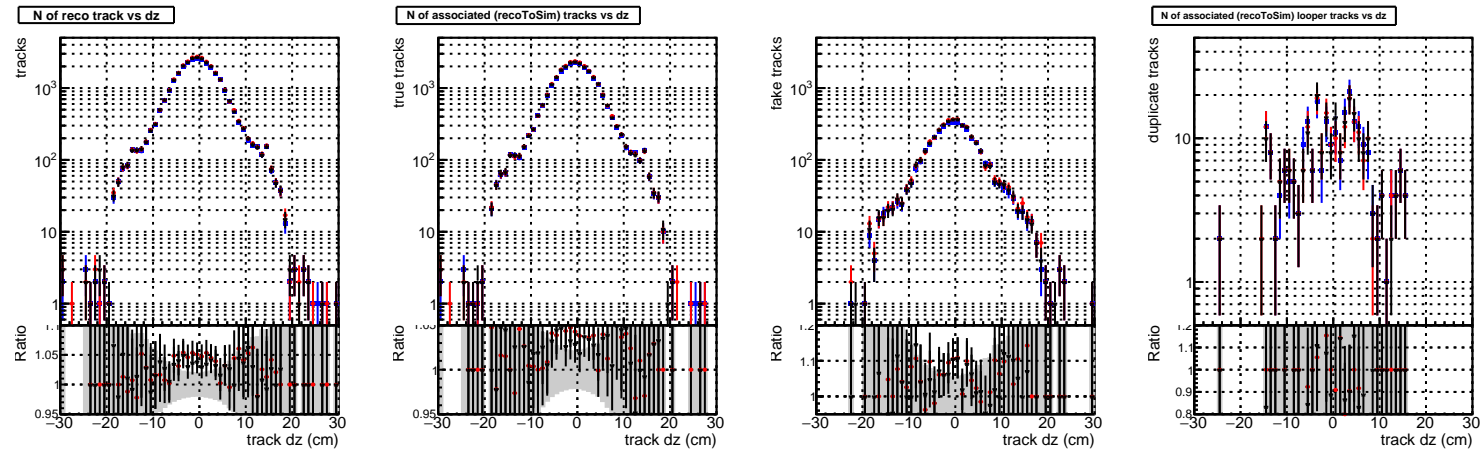 N of reco track vs dz
tracks
10³
10²
10
1
Ratio
1.1
1.05
1
0.95
−30 −20 −10 0 10 20 30
track dz (cm)
N of associated (recoToSim) tracks vs dz
true tracks
10³
10²
10
1
Ratio
1.05
1
0.95
−30 −20 −10 0 10 20 30
track dz (cm)
fake tracks
10³
10²
10
1
Ratio
1.2
1.1
1
−30 −20 −10 0 10 20 30
track dz (cm)
N of associated (recoToSim) looper tracks vs dz
duplicate tracks
10
1
Ratio
1.2
1.1
1
0.9
0.8
−30 −20 −10 0 10 20 30
track dz (cm)